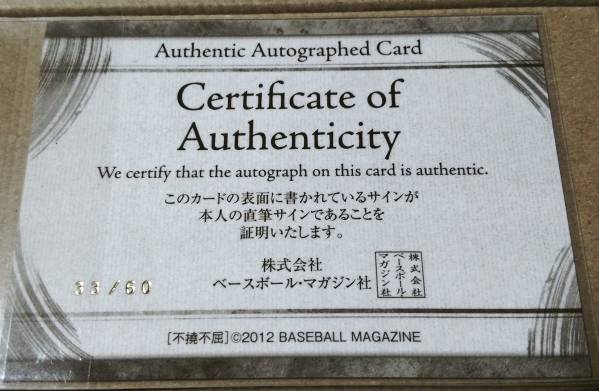 Authentic Autographed Card
Certificate of
Authenticity
We certify that the autograph on this card is authentic.
このカードの表面に書かれているサインが
本人の直筆サインであることを
証明いたします。
株式会社
ベースボール・マガジン社
株式会社
ベースボール
マガジン社
33/60
[不撓不屈]©2012 BASEBALL MAGAZINE